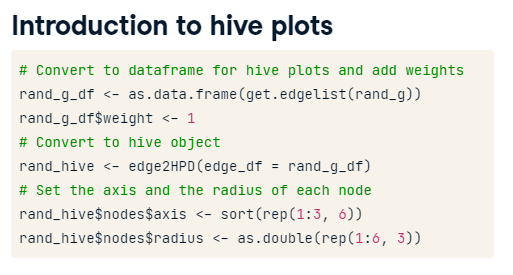 Introduction to hive plots
# Convert to dataframe for hive plots and add weights
rand_g_df <- as.data.frame(get.edgelist(rand_g))
rand_g_df$weight <- 1
# Convert to hive object
rand_hive <- edge2HPD(edge_df = rand_g_df)
# Set the axis and the radius of each node
rand_hive$nodes$axis <- sort(rep(1:3, 6))
rand_hive$nodes$radius <- as.double(rep(1:6, 3))